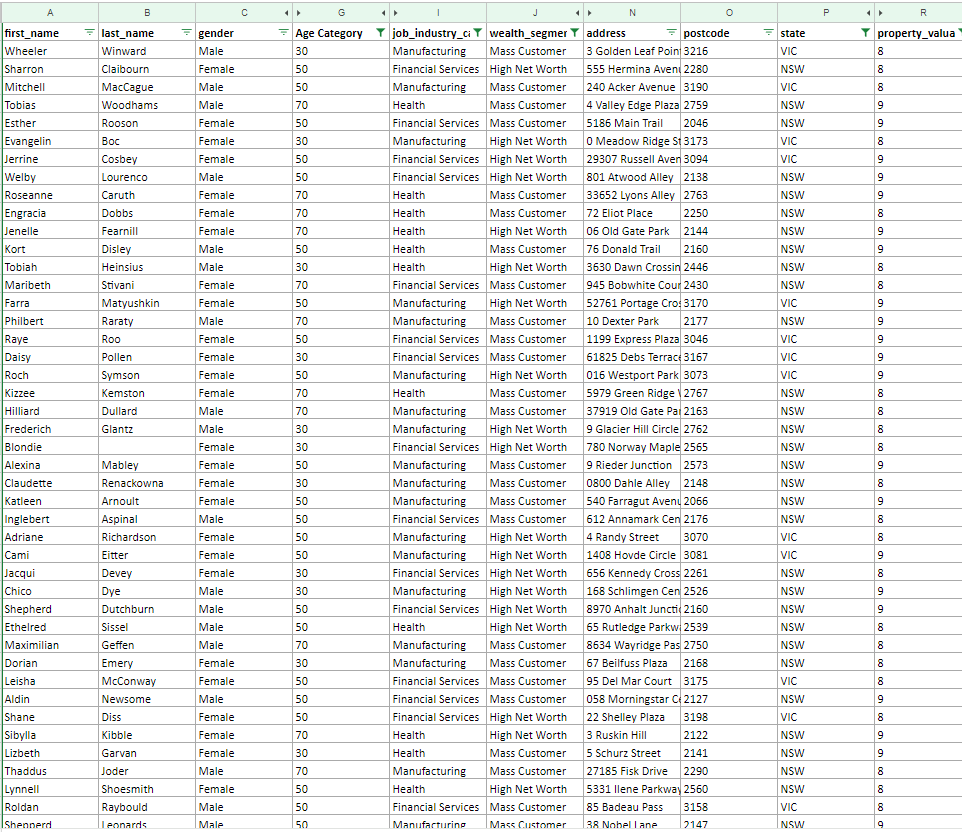 A B C G I J N O P R
first_name last_name gender Age Category job_industry_ca wealth_segmer address postcode state property_valua
Wheeler Winward Male 30 Manufacturing Mass Customer 3 Golden Leaf Poin 3216 VIC 8
Sharron Claibourn Female 50 Financial Services High Net Worth 555 Hermina Avenu 2280 NSW 8
Mitchell MacCague Male 50 Manufacturing Mass Customer 240 Acker Avenue 3190 VIC 8
Tobias Woodhams Male 70 Health Mass Customer 4 Valley Edge Plaza 2759 NSW 9
Esther Rooson Female 50 Financial Services Mass Customer 5186 Main Trail 2046 NSW 9
Evangelin Boc Female 30 Manufacturing High Net Worth 0 Meadow Ridge St 3173 VIC 8
Jerrine Cosbey Female 50 Financial Services High Net Worth 29307 Russell Aven 3094 VIC 9
Welby Lourenco Male 50 Financial Services High Net Worth 801 Atwood Alley 2138 NSW 9
Roseanne Caruth Female 70 Health Mass Customer 33652 Lyons Alley 2763 NSW 9
Engracia Dobbs Female 70 Health Mass Customer 72 Eliot Place 2250 NSW 8
Jenelle Fearnill Female 70 Health High Net Worth 06 Old Gate Park 2144 NSW 9
Kort Disley Male 50 Health Mass Customer 76 Donald Trail 2160 NSW 9
Tobiah Heinsius Male 30 Health High Net Worth 3630 Dawn Crossin 2446 NSW 8
Maribeth Stivani Female 70 Financial Services Mass Customer 945 Bobwhite Cour 2430 NSW 8
Farra Matyushkin Female 50 Manufacturing High Net Worth 52761 Portage Cros 3170 VIC 9
Philbert Raraty Male 70 Manufacturing Mass Customer 10 Dexter Park 2177 NSW 9
Raye Roo Female 50 Financial Services Mass Customer 1199 Express Plaza 3046 VIC 9
Daisy Pollen Female 30 Financial Services Mass Customer 61825 Debs Terrace 3167 VIC 9
Roch Symson Female 50 Manufacturing High Net Worth 016 Westport Park 3073 VIC 9
Kizzee Kemston Female 70 Health Mass Customer 5979 Green Ridge 2767 NSW 8
Hilliard Dullard Male 70 Manufacturing Mass Customer 37919 Old Gate Pa 2163 NSW 8
Frederich Glantz Male 30 Manufacturing High Net Worth 9 Glacier Hill Circle 2762 NSW 8
Blondie Female 30 Financial Services High Net Worth 780 Norway Maple 2565 NSW 8
Alexina Mabley Female 50 Manufacturing Mass Customer 9 Rieder Junction 2573 NSW 9
Claudette Renackowna Female 30 Manufacturing Mass Customer 0800 Dahle Alley 2148 NSW 8
Katleen Arnoult Female 50 Manufacturing Mass Customer 540 Farragut Avenu 2066 NSW 9
Inglebert Aspinal Male 50 Financial Services Mass Customer 612 Annamark Cen 2176 NSW 8
Adriane Richardson Female 50 Manufacturing High Net Worth 4 Randy Street 3070 VIC 9
Cami Eitter Female 50 Manufacturing High Net Worth 1408 Hovde Circle 3081 VIC 9
Jacqui Devey Female 30 Financial Services High Net Worth 656 Kennedy Cross 2261 NSW 8
Chico Dye Male 30 Manufacturing High Net Worth 168 Schlimgen Cen 2526 NSW 9
Shepherd Dutchburn Male 50 Financial Services High Net Worth 8970 Anhalt Juncti 2160 NSW 9
Ethelred Sissel Male 50 Health High Net Worth 65 Rutledge Parkwa 2539 NSW 8
Maximilian Geffen Male 70 Manufacturing Mass Customer 8634 Wayridge Pas 2750 NSW 8
Dorian Emery Female 30 Manufacturing Mass Customer 67 Beilfuss Plaza 2168 NSW 8
Leisha McConway Female 50 Financial Services Mass Customer 95 Del Mar Court 3175 VIC 8
Aldin Newsome Male 50 Financial Services Mass Customer 058 Morningstar C 2127 NSW 9
Shane Diss Female 50 Financial Services High Net Worth 22 Shelley Plaza 3198 VIC 8
Sibylla Kibble Female 70 Health High Net Worth 3 Ruskin Hill 2122 NSW 9
Lizbeth Garvan Female 30 Health Mass Customer 5 Schurz Street 2141 NSW 9
Thaddus Joder Male 70 Manufacturing Mass Customer 27185 Fisk Drive 2290 NSW 8
Lynnell Shoesmith Female 50 Health High Net Worth 5331 Ilene Parkway 2560 NSW 8
Roldan Raybould Male 50 Financial Services Mass Customer 85 Badeau Pass 3158 VIC 8
Shepperd Leonards Male 50 Manufacturing Mass Customer 38 Nobel Lane 2147 NSW 9